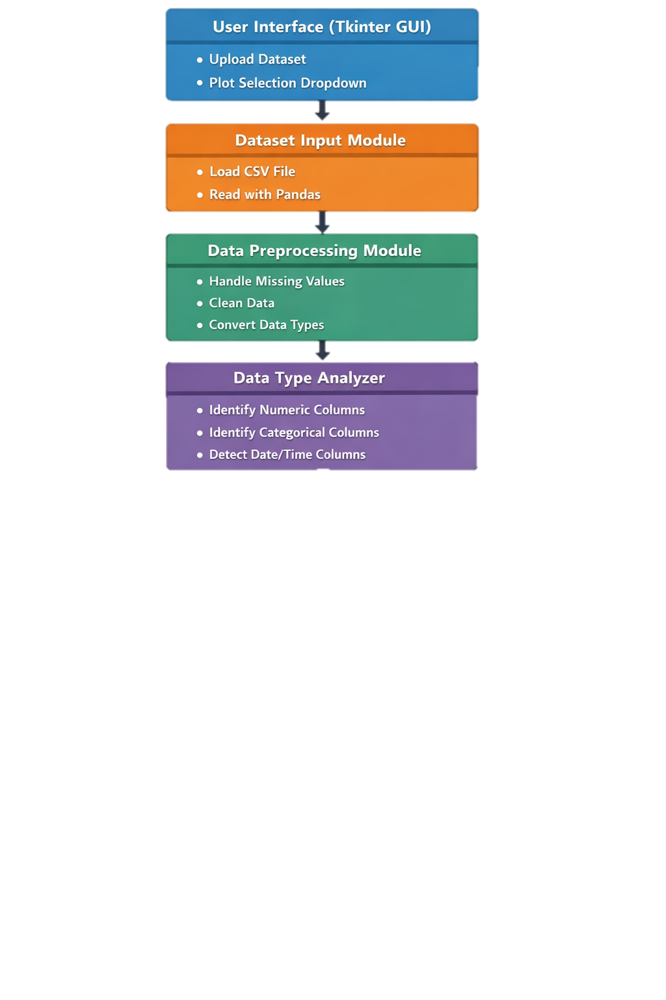 User Interface (Tkinter GUI)
• Upload Dataset
• Plot Selection Dropdown
Dataset Input Module
• Load CSV File
• Read with Pandas
Data Preprocessing Module
• Handle Missing Values
• Clean Data
• Convert Data Types
Data Type Analyzer
• Identify Numeric Columns
• Identify Categorical Columns
• Detect Date/Time Columns